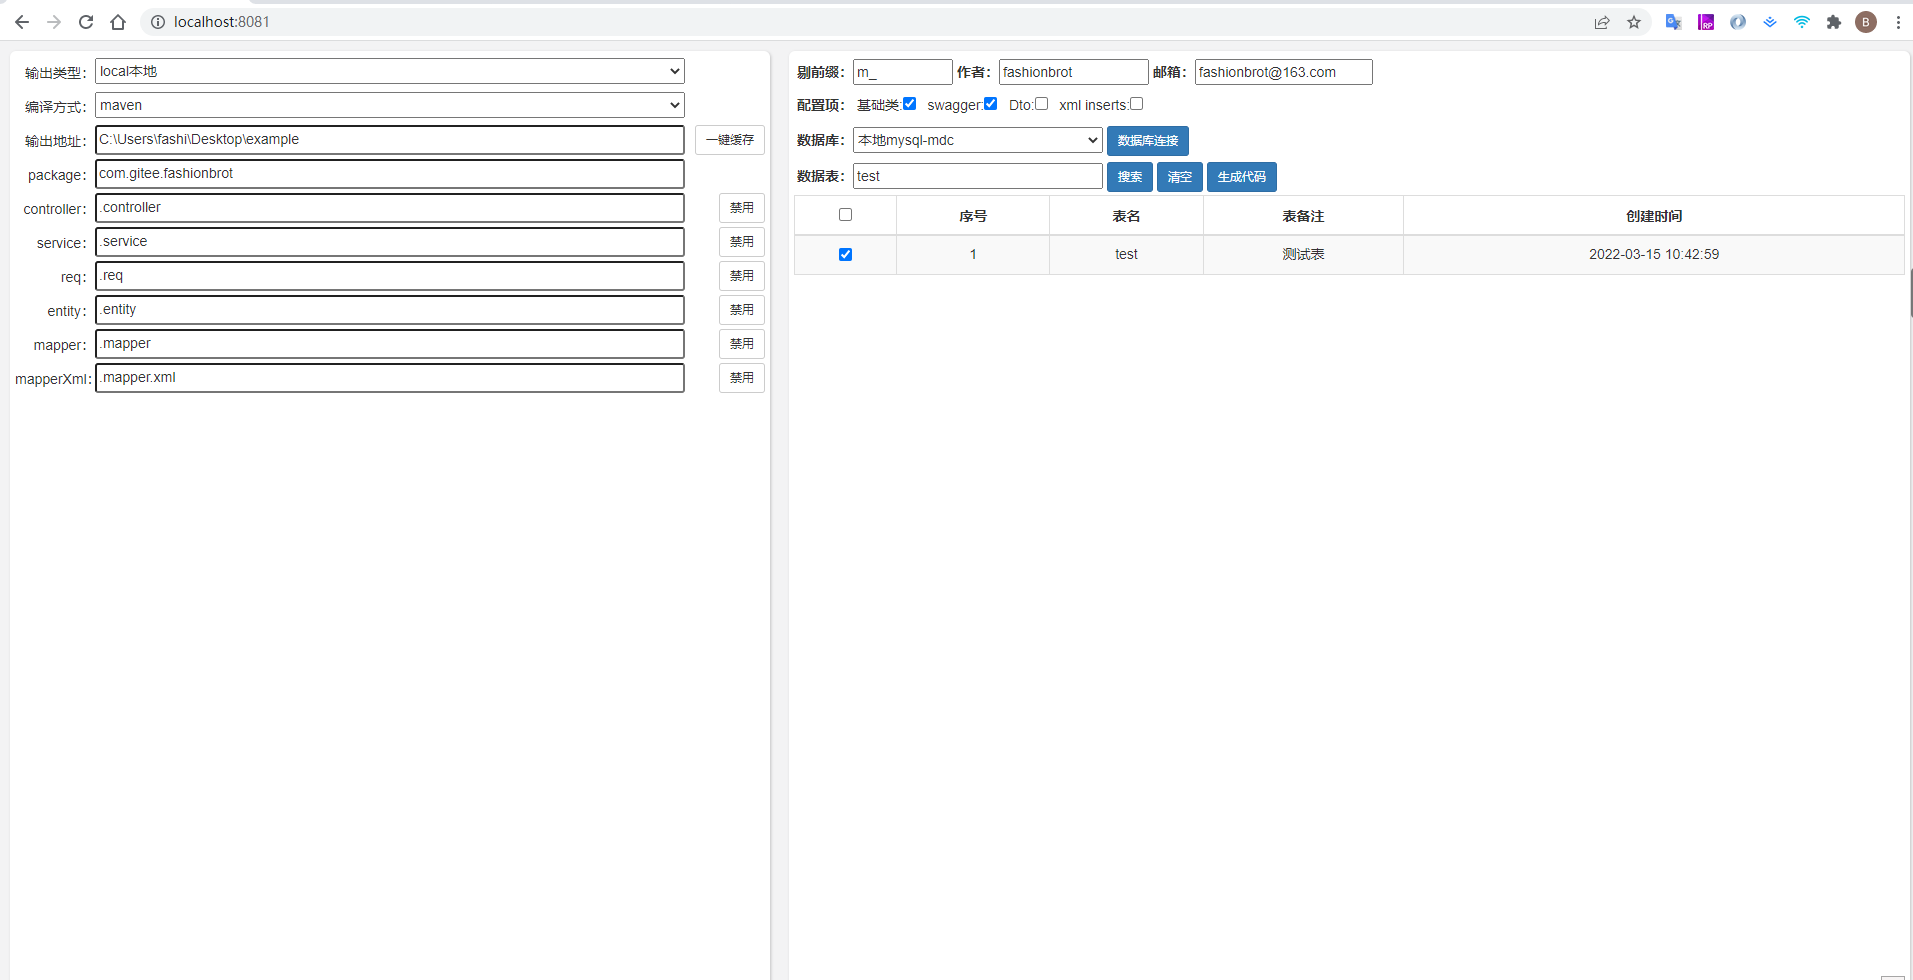 localhost:8081
B
输出类型： local本地
编译方式： maven
输出地址： C:\Users\fashi\Desktop\example 一键缓存
package： com.gitee.fashionbrot
controller： .controller 禁用
service： .service 禁用
req： .req 禁用
entity： .entity 禁用
mapper： .mapper 禁用
mapperXml： .mapper.xml 禁用
剔前缀： m_ 作者： fashionbrot 邮箱： fashionbrot@163.com
配置项： 基础类: swagger: Dto: xml inserts:
数据库： 本地mysql-mdc 数据库连接
数据表： test 搜索 清空 生成代码
序号 表名 表备注 创建时间
1 test 测试表 2022-03-15 10:42:59